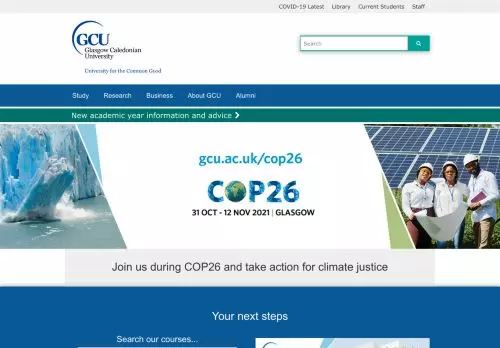 COVID-19 Latest Library Current Students Staff
GCU
Glasgow Caledonian
University
University for the Common Good
Search
Study Research Business About GCU Alumni
New academic year information and advice
gcu.ac.uk/cop26
COP26
31 OCT - 12 NOV 2021 | GLASGOW
Join us during COP26 and take action for climate justice
Your next steps
Search our courses...